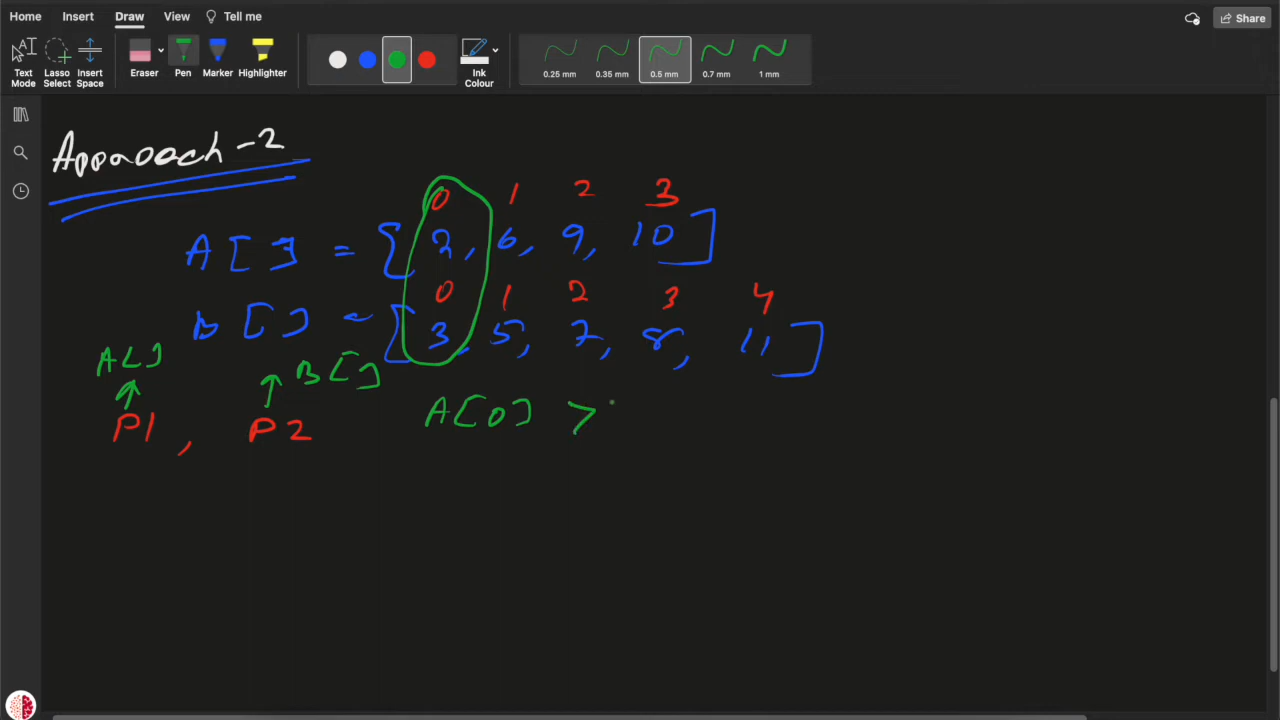 Home Insert Draw View Tell me Share
Text Mode Lasso Select Insert Space Eraser Pen Marker Highlighter Ink Colour 0.25 mm 0.35 mm 0.5 mm 0.7 mm 1 mm
Approach-2
0 1 2 3
A[] = [2, 6, 9, 10]
0 1 2 3 4
B[] = [3, 5, 7, 8, 11]
A[] B[]
P1, P2 A[0] >